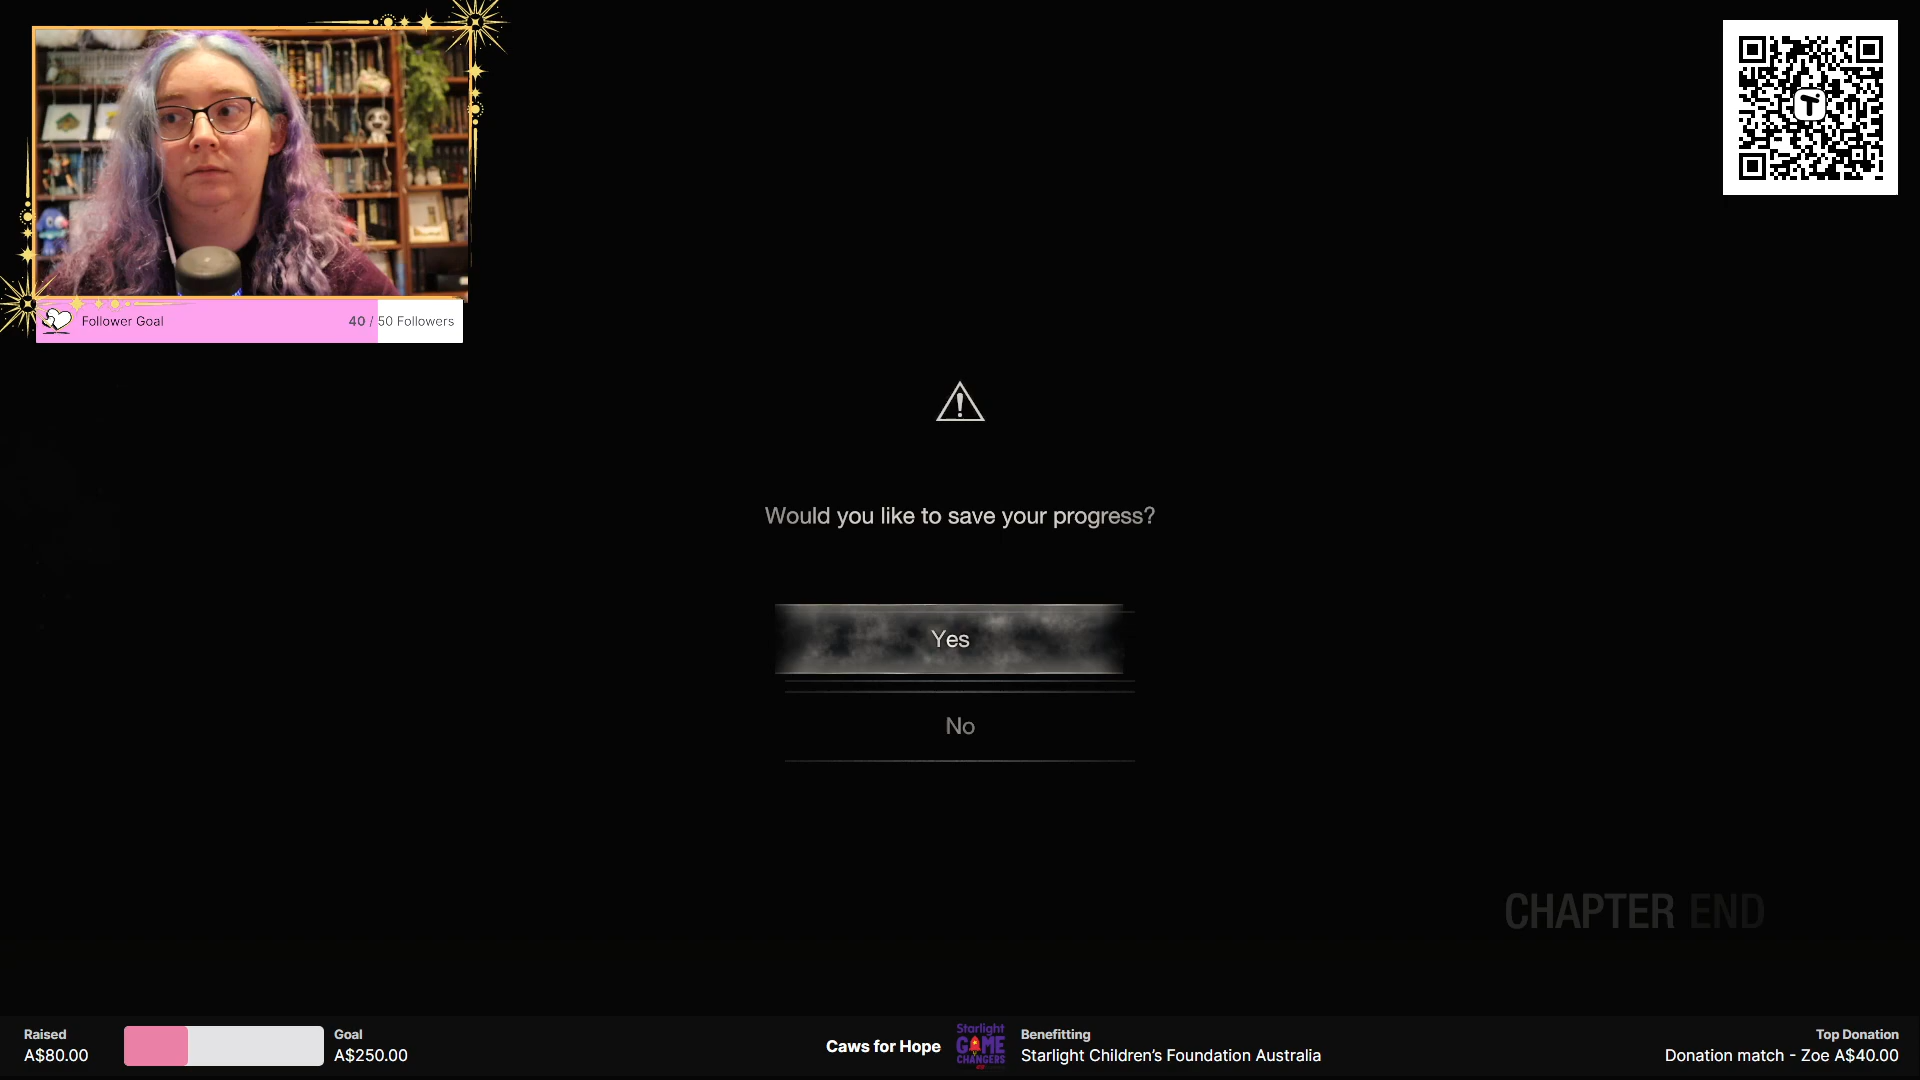 Follower Goal
40 / 50 Followers
T
Would you like to save your progress?
Yes
No
CHAPTER END
Raised
A$80.00
Goal
A$250.00
Caws for Hope
Starlight
GAME
CHANGERS
Benefitting
Starlight Children's Foundation Australia
Top Donation
Donation match - Zoe A$40.00